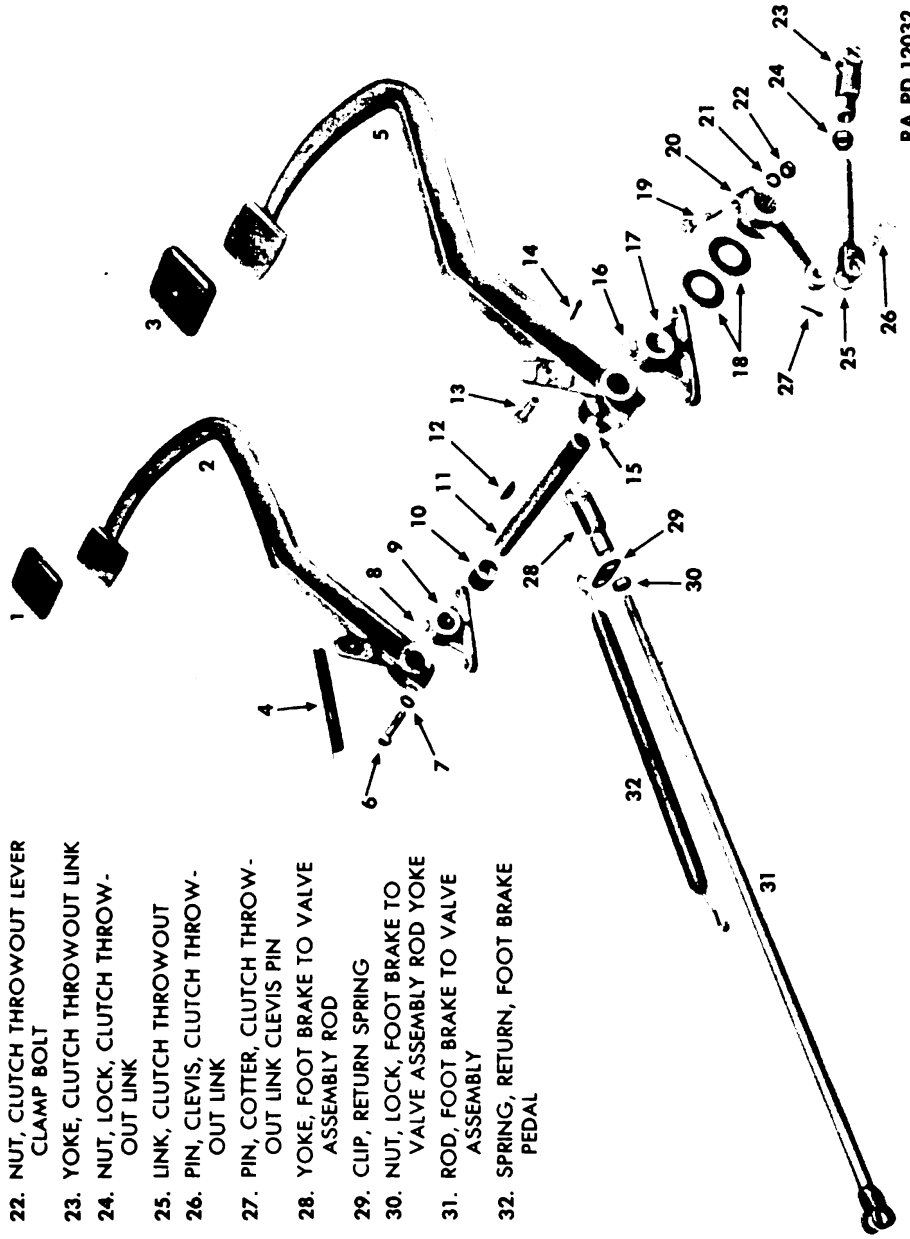 22. NUT, CLUTCH THROWOUT LEVER
CLAMP BOLT
23. YOKE, CLUTCH THROWOUT LINK
24. NUT, LOCK, CLUTCH THROW-
OUT LINK
25. LINK, CLUTCH THROWOUT
26. PIN, CLEVIS, CLUTCH THROW-
OUT LINK
27. PIN, COTTER, CLUTCH THROW-
OUT LINK CLEVIS PIN
28. YOKE, FOOT BRAKE TO VALVE
ASSEMBLY ROD
29. CLIP, RETURN SPRING
30. NUT, LOCK, FOOT BRAKE TO
VALVE ASSEMBLY ROD YOKE
31. ROD, FOOT BRAKE TO VALVE
ASSEMBLY
32. SPRING, RETURN, FOOT BRAKE
PEDAL
1
2
3
4
5
6
7
8
9
10
11
12
13
14
15
16
17
18
19
20
21
22
23
24
25
26
27
28
29
30
31
32
RA PD 12032